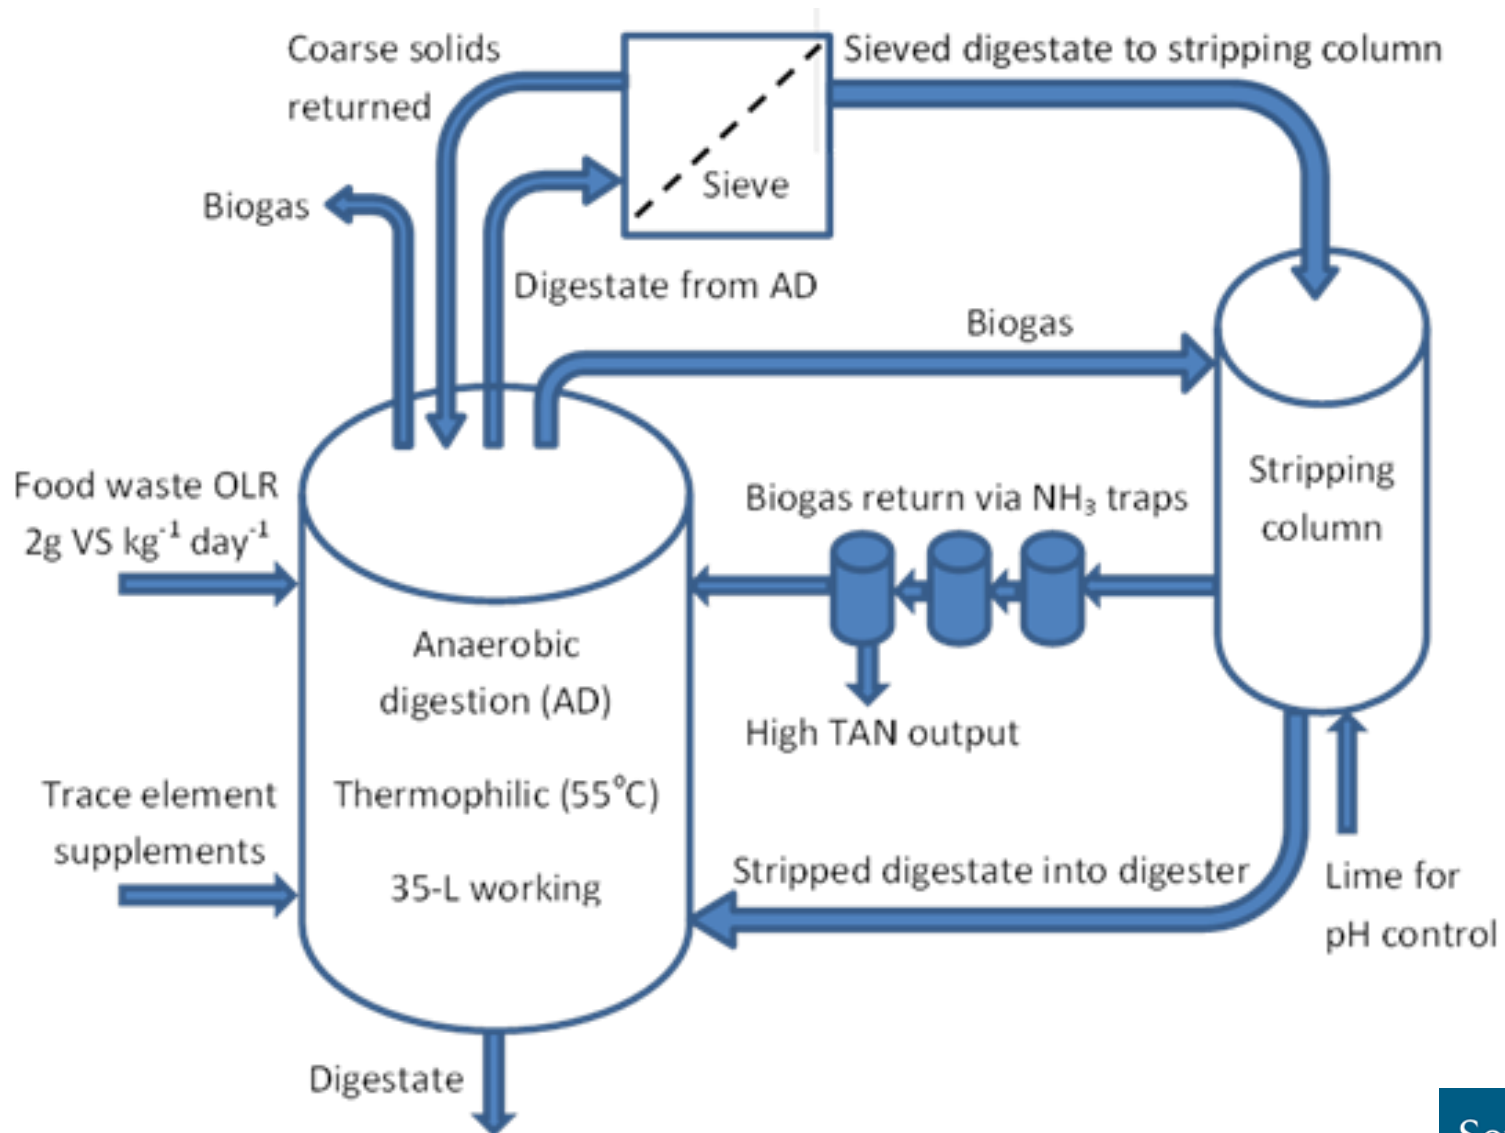 Coarse solids
returned
Sieved digestate to stripping column
Sieve
Biogas
Digestate from AD
Biogas
Food waste OLR
2g VS kg⁻¹ day⁻¹
Biogas return via NH₃ traps
Stripping
column
Anaerobic
digestion (AD)
High TAN output
Trace element
supplements
Thermophilic (55°C)
35-L working
Stripped digestate into digester
Lime for
pH control
Digestate